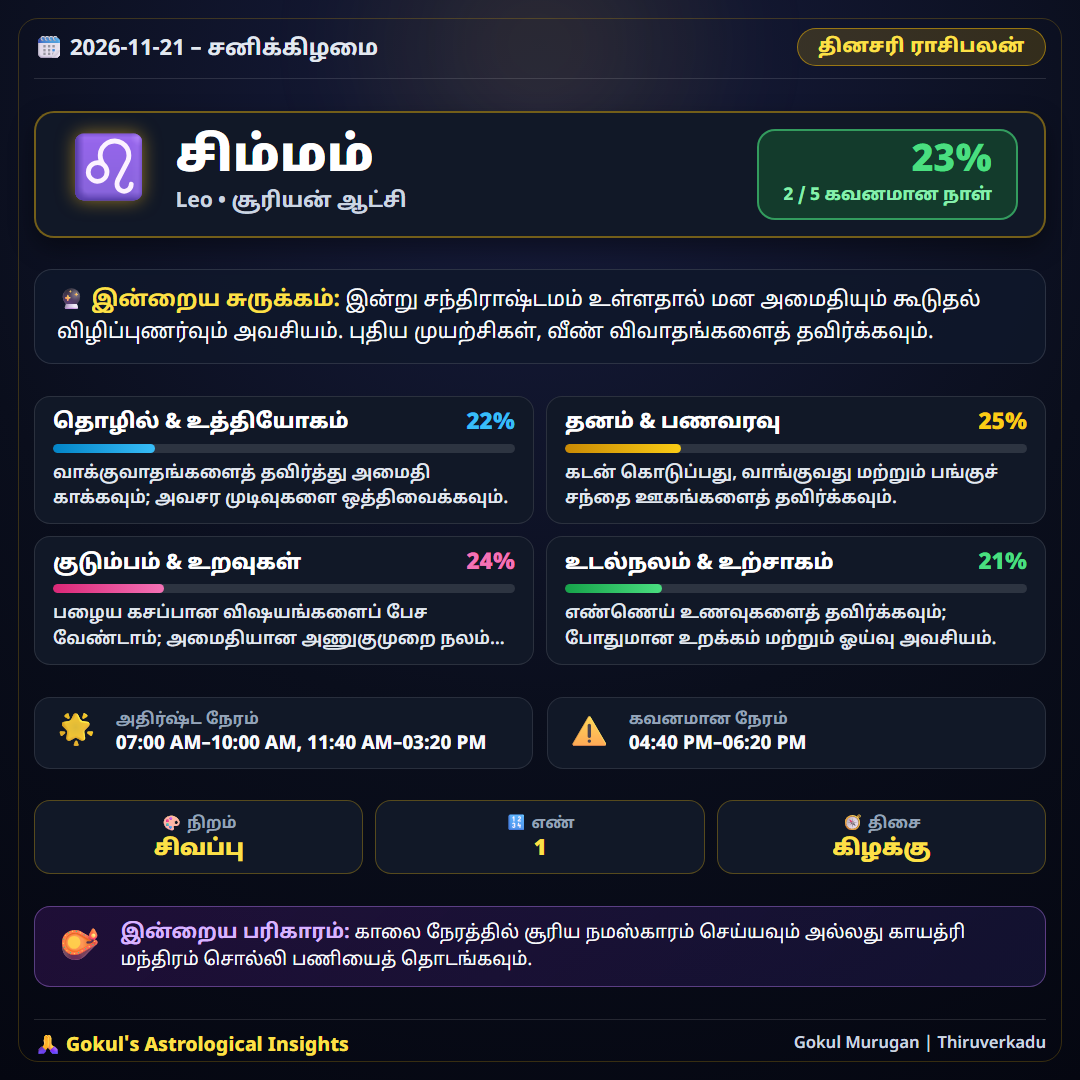 2026-11-21 – சனிக்கிழமை
தினசரி ராசிபலன்
சிம்மம்
Leo • சூரியன் ஆட்சி
23%
2 / 5 கவனமான நாள்
இன்றைய சுருக்கம்: இன்று சந்திராஷ்டமம் உள்ளதால் மன அமைதியும் கூடுதல்
விழிப்புணர்வும் அவசியம். புதிய முயற்சிகள், வீண் விவாதங்களைத் தவிர்க்கவும்.
தொழில் & உத்தியோகம் 22%
வாக்குவாதங்களைத் தவிர்த்து அமைதி
காக்கவும்; அவசர முடிவுகளை ஒத்திவைக்கவும்.
தனம் & பணவரவு 25%
கடன் கொடுப்பது, வாங்குவது மற்றும் பங்குச்
சந்தை ஊகங்களைத் தவிர்க்கவும்.
குடும்பம் & உறவுகள் 24%
பழைய கசப்பான விஷயங்களைப் பேச
வேண்டாம்; அமைதியான அணுகுமுறை நலம்...
உடல்நலம் & உற்சாகம் 21%
எண்ணெய் உணவுகளைத் தவிர்க்கவும்;
போதுமான உறக்கம் மற்றும் ஓய்வு அவசியம்.
அதிர்ஷ்ட நேரம்
07:00 AM–10:00 AM, 11:40 AM–03:20 PM
கவனமான நேரம்
04:40 PM–06:20 PM
நிறம்
சிவப்பு
எண்
1
திசை
கிழக்கு
இன்றைய பரிகாரம்: காலை நேரத்தில் சூரிய நமஸ்காரம் செய்யவும் அல்லது காயத்ரி
மந்திரம் சொல்லி பணியைத் தொடங்கவும்.
Gokul's Astrological Insights
Gokul Murugan | Thiruverkadu